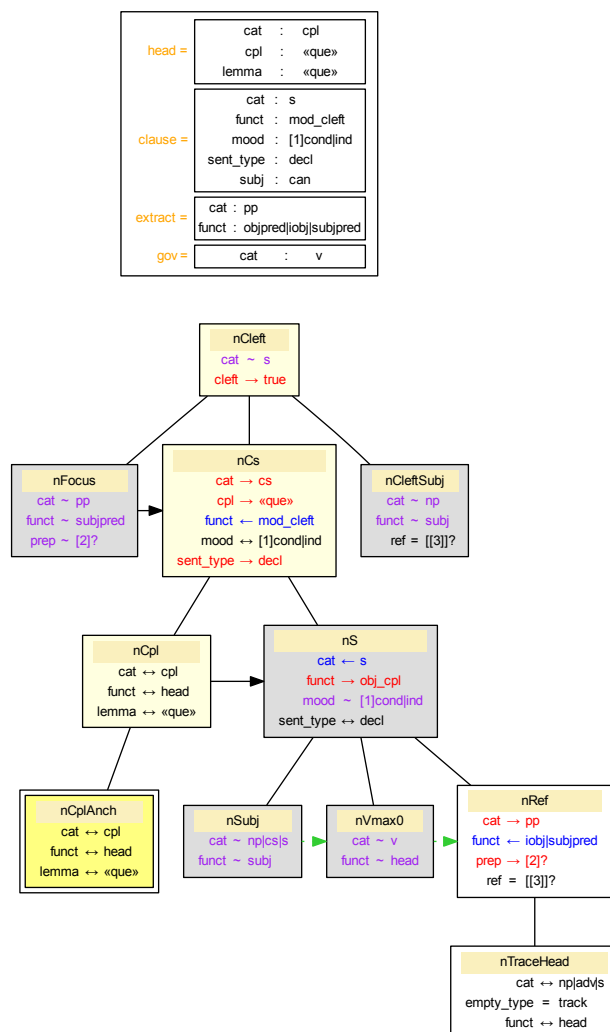 head =
cat : cpl
cpl : «que»
lemma : «que»
clause =
cat : s
funct : mod_cleft
mood : [1]cond|ind
sent_type : decl
subj : can
extract =
cat : pp
funct : objpred|iobj|subjpred
gov =
cat : v
nCleft
cat ~ s
cleft → true
nFocus
cat ~ pp
funct ~ subjpred
prep ~ [2]?
nCs
cat → cs
cpl → «que»
funct ← mod_cleft
mood ↔ [1]cond|ind
sent_type → decl
nCleftSubj
cat ~ np
funct ~ subj
ref = [[3]]?
nCpl
cat ↔ cpl
funct ↔ head
lemma ↔ «que»
nS
cat ← s
funct → obj_cpl
mood ~ [1]cond|ind
sent_type ↔ decl
nCplAnch
cat ↔ cpl
funct ↔ head
lemma ↔ «que»
nSubj
cat ~ np|cs|s
funct ~ subj
nVmax0
cat ~ v
funct ~ head
nRef
cat → pp
funct ← iobj|subjpred
prep → [2]?
ref = [[3]]?
nTraceHead
cat ↔ np|adv|s
empty_type = track
funct ↔ head